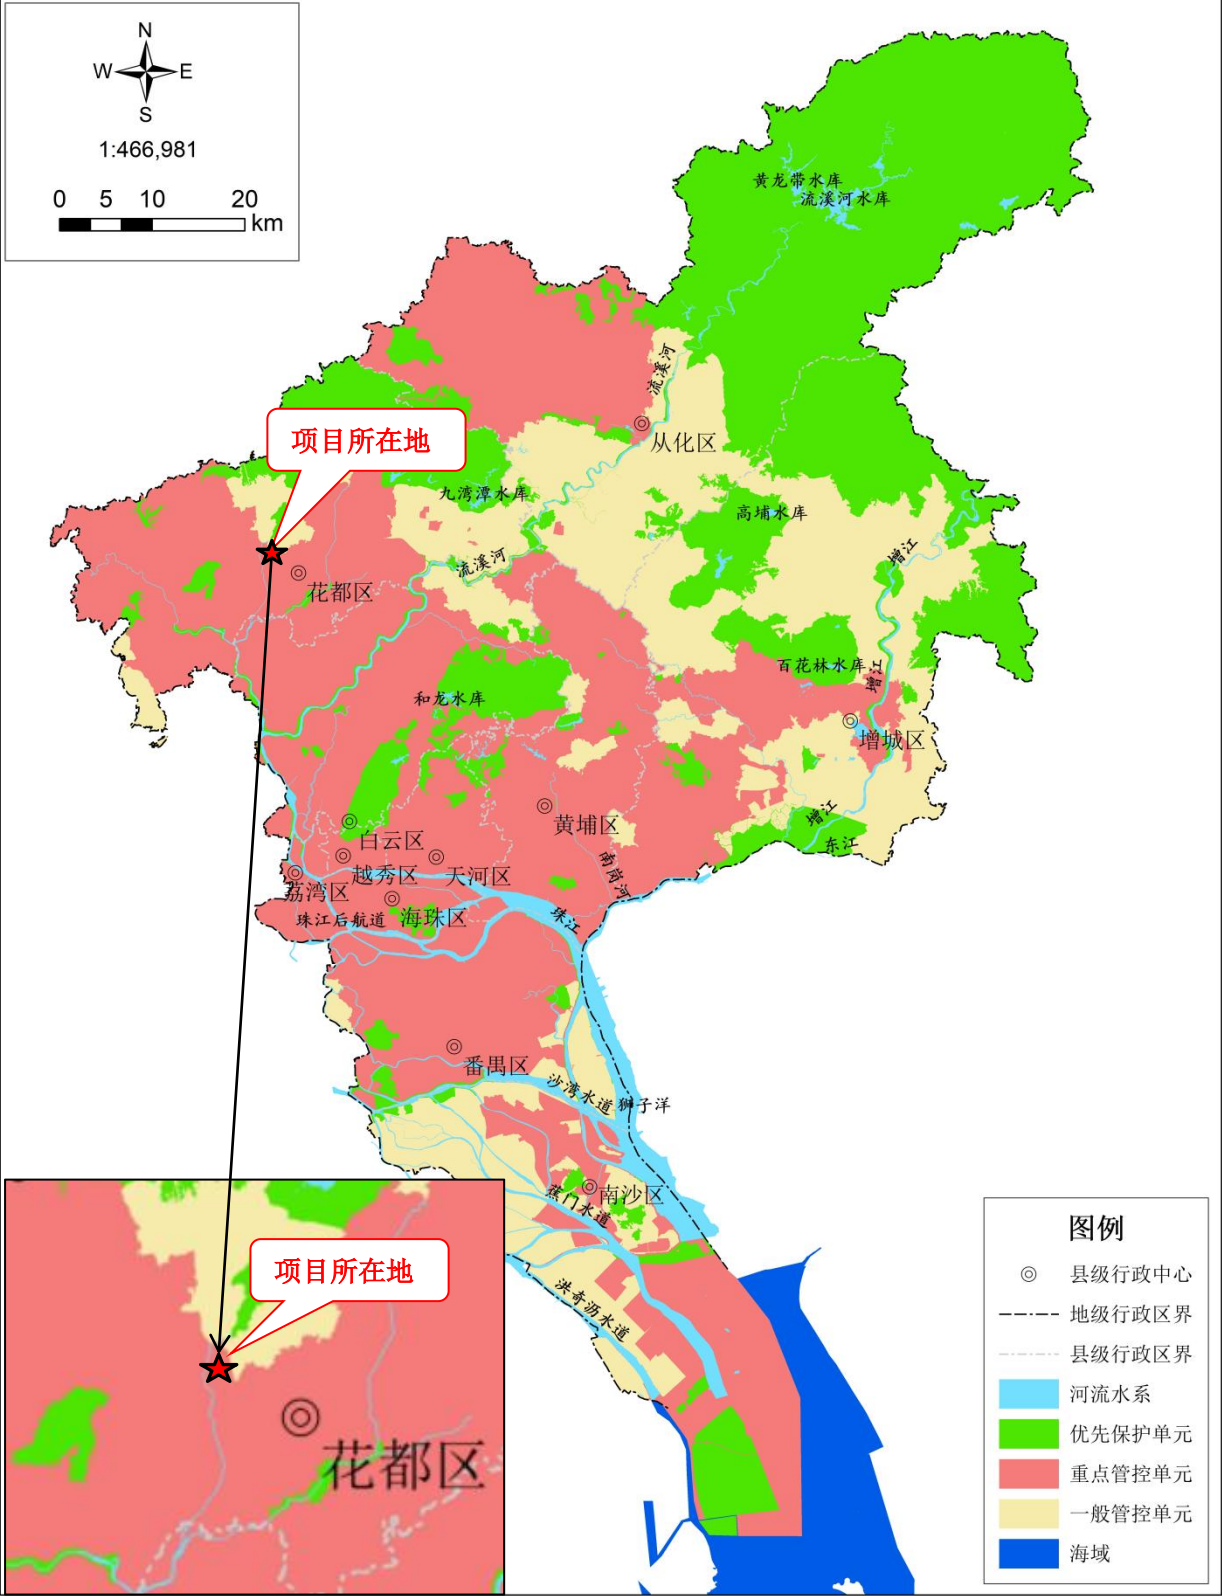 N
W E
S
1:466,981
0 5 10 20
km
黄龙带水库
流溪河水库
流溪河
从化区
项目所在地
九湾潭水库
高埔水库
流溪河
增江
花都区
百花林水库
增江
和龙水库
增城区
增江
东江
黄埔区
白云区
越秀区
天河区
荔湾区
南岗河
海珠区
珠江后航道
珠江
番禺区
沙湾水道
狮子洋
南沙区
蕉门水道
洪奇沥水道
项目所在地
花都区
图例
县级行政中心
地级行政区界
县级行政区界
河流水系
优先保护单元
重点管控单元
一般管控单元
海域